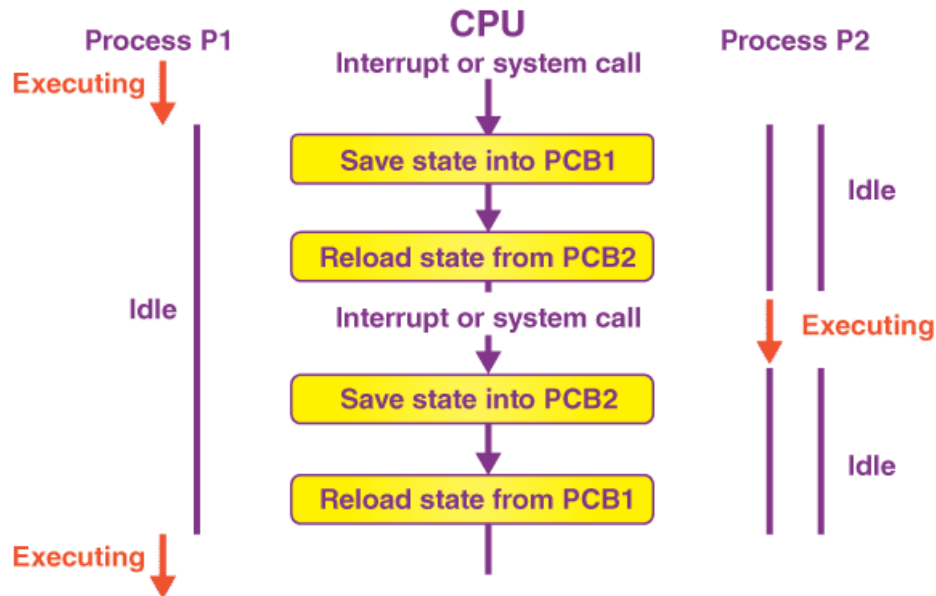 CPU
Process P1
Process P2
Interrupt or system call
Executing
Save state into PCB1
Idle
Reload state from PCB2
Idle
Interrupt or system call
Executing
Save state into PCB2
Idle
Reload state from PCB1
Executing